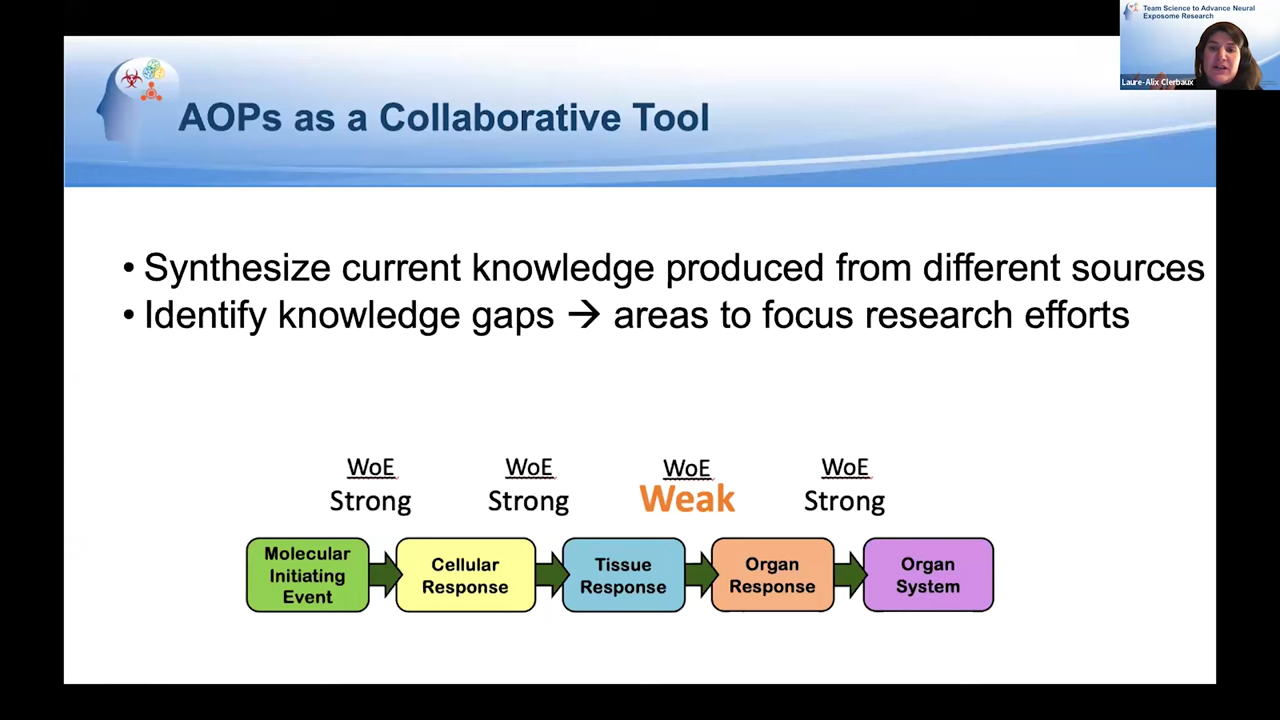 Team Science to Advance Neural
Exposome Research
Laure-Alix Clerbaux
AOPs as a Collaborative Tool
• Synthesize current knowledge produced from different sources
• Identify knowledge gaps → areas to focus research efforts
WoE
Strong
WoE
Strong
WoE
Weak
WoE
Strong
Molecular
Initiating
Event
Cellular
Response
Tissue
Response
Organ
Response
Organ
System